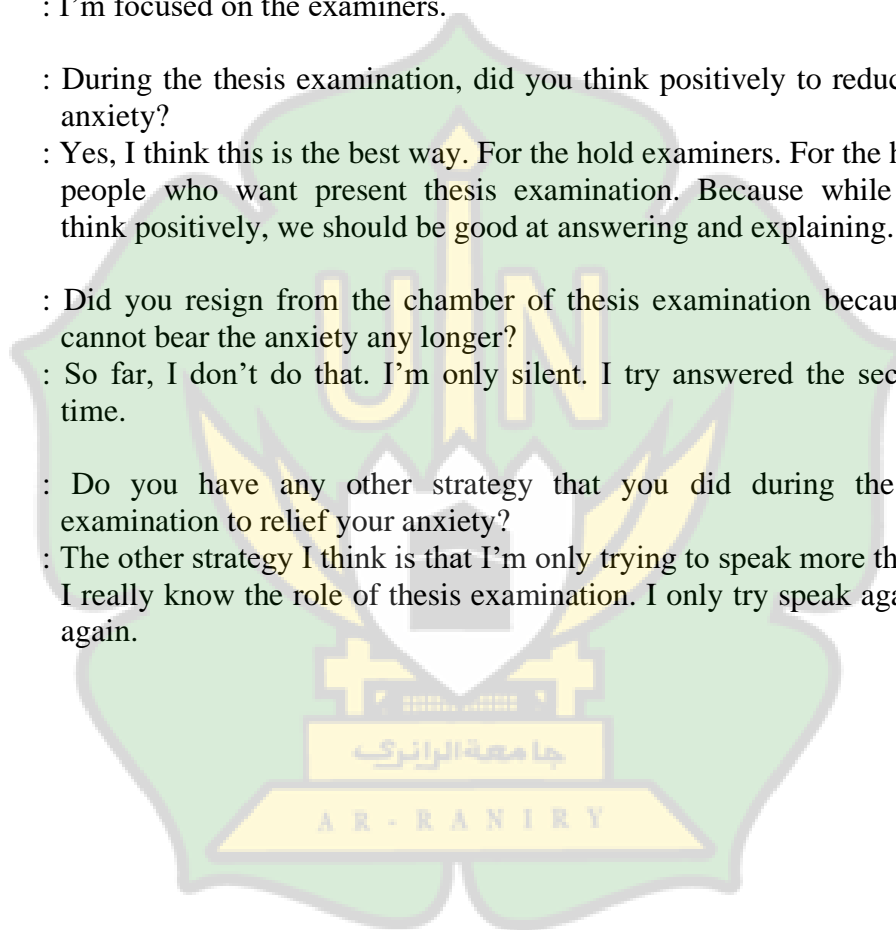 : I’m focused on the examiners.
: During the thesis examination, did you think positively to reduc
anxiety?
: Yes, I think this is the best way. For the hold examiners. For the h
people who want present thesis examination. Because while
think positively, we should be good at answering and explaining.
: Did you resign from the chamber of thesis examination becau
cannot bear the anxiety any longer?
: So far, I don’t do that. I’m only silent. I try answered the sec
time.
: Do you have any other strategy that you did during the
examination to relief your anxiety?
: The other strategy I think is that I’m only trying to speak more th
I really know the role of thesis examination. I only try speak aga
again.
UIN
جامعة الرانري
AR-RANIRY